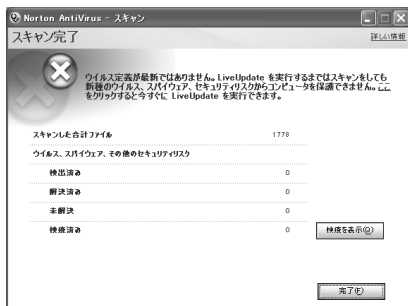 Norton AntiVirus - スキャン
スキャン完了
詳しい情報
ウイルス定義が最新ではありません。LiveUpdate を実行するまではスキャンをしても
新種のウイルス、スパイウェア、セキュリティリスクからコンピュータを保護できません。ここ
をクリックすると今すぐに LiveUpdate を実行できます。
スキャンした合計ファイル 1778
ウイルス、スパイウェア、その他のセキュリティリスク
検出済み 0
解決済み 0
未解決 0
検疫済み 0 検疫を表示(Q)
完了(F)